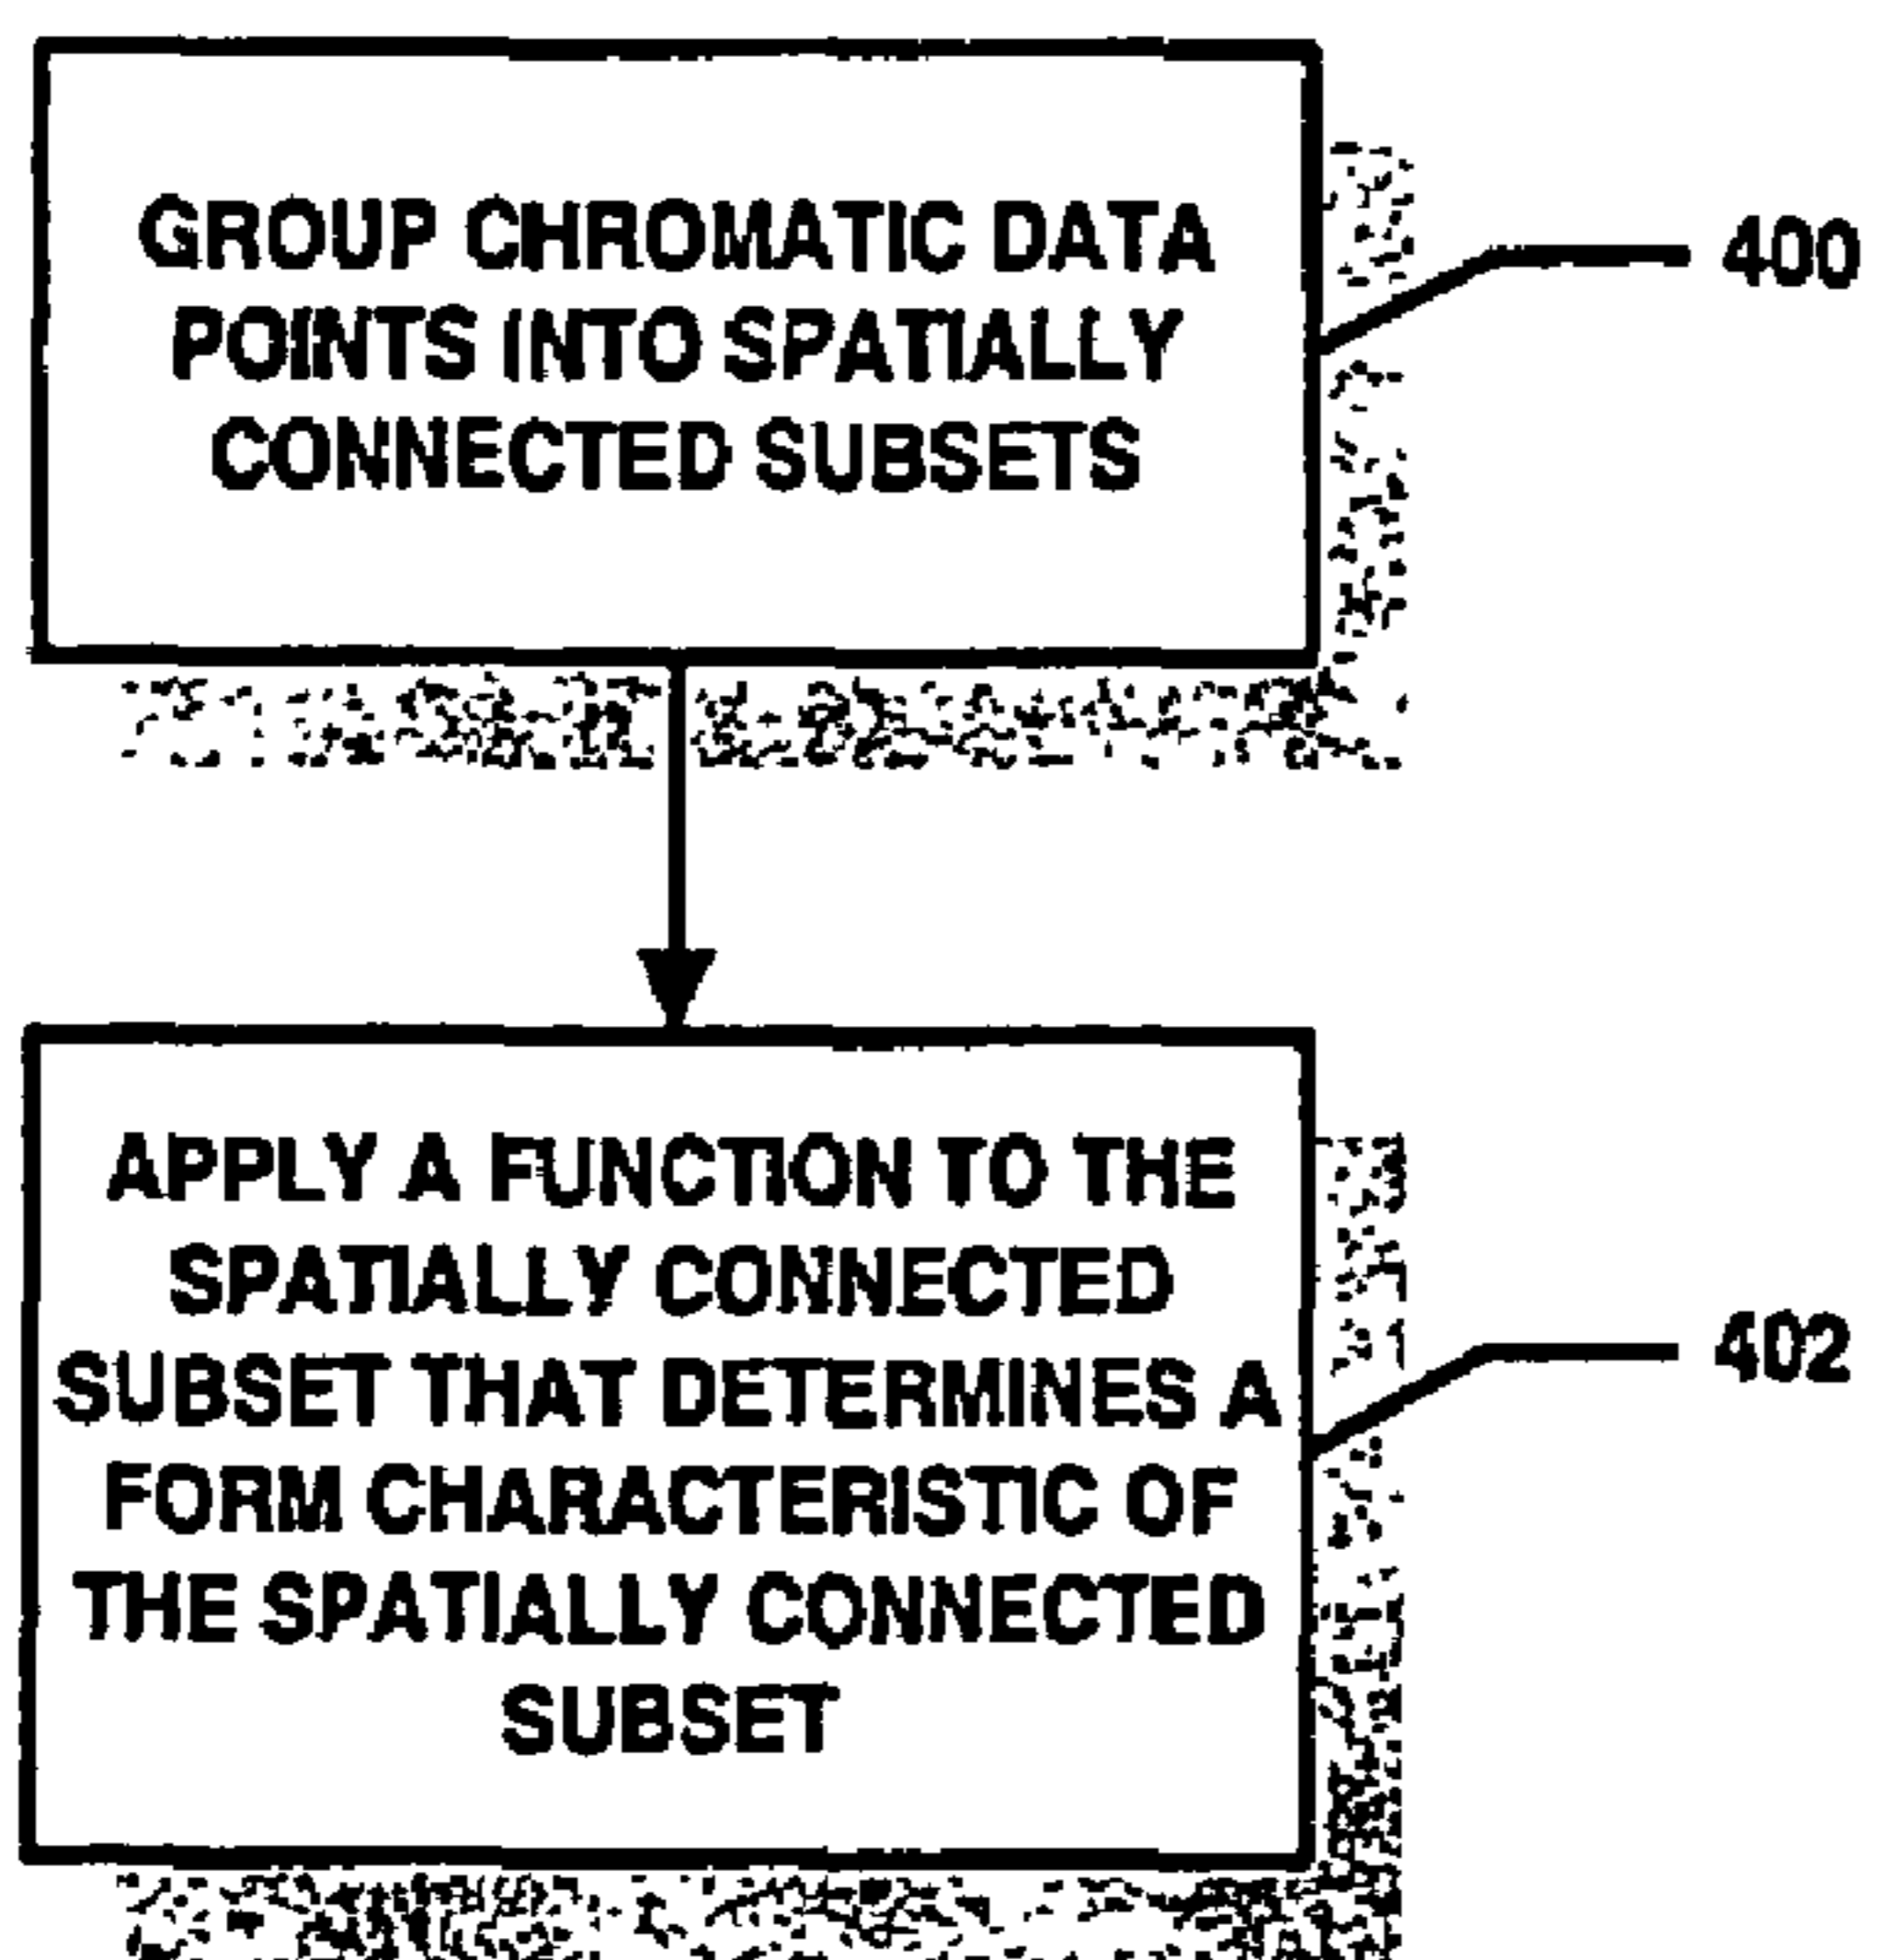 GROUP CHROMATIC DATA
POINTS INTO SPATIALLY
CONNECTED SUBSETS
400
APPLY A FUNCTION TO THE
SPATIALLY CONNECTED
SUBSET THAT DETERMINES A
FORM CHARACTERISTIC OF
THE SPATIALLY CONNECTED
SUBSET
402